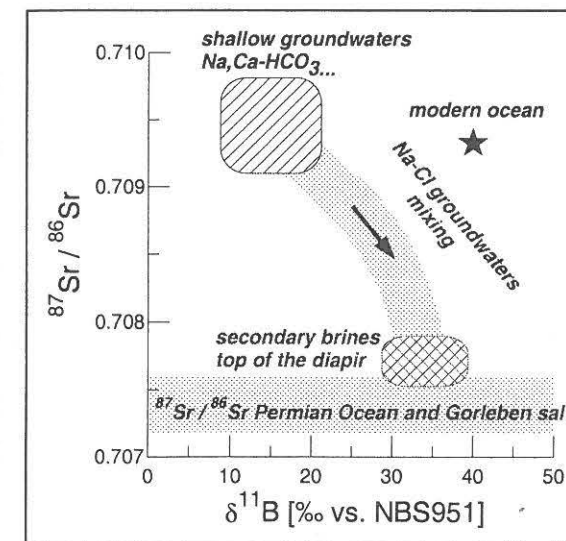 shallow groundwaters
Na,Ca-HCO3...
modern ocean
Na-Cl groundwaters
mixing
secondary brines
top of the diapir
87Sr / 86Sr Permian Ocean and Gorleben sal
87Sr / 86Sr
0.710
0.709
0.708
0.707
0
10
20
30
40
50
δ11B [‰ vs. NBS951]